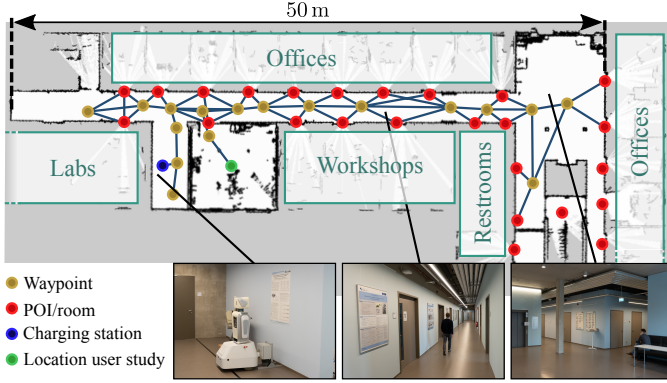 50 m
Offices
Labs
Workshops
Restrooms
Offices
Waypoint
POI/room
Charging station
Location user study